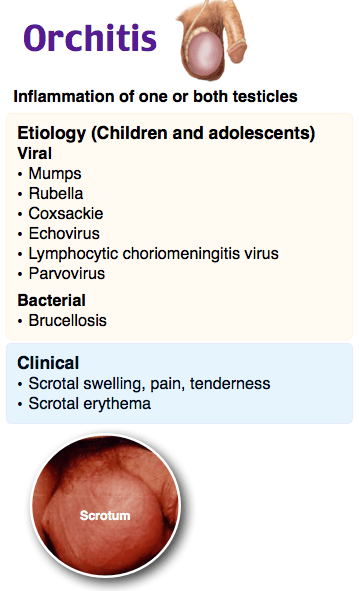 Orchitis
Inflammation of one or both testicles
Etiology (Children and adolescents)
Viral
• Mumps
• Rubella
• Coxsackie
• Echovirus
• Lymphocytic choriomeningitis virus
• Parvovirus
Bacterial
• Brucellosis
Clinical
• Scrotal swelling, pain, tenderness
• Scrotal erythema
Scrotum